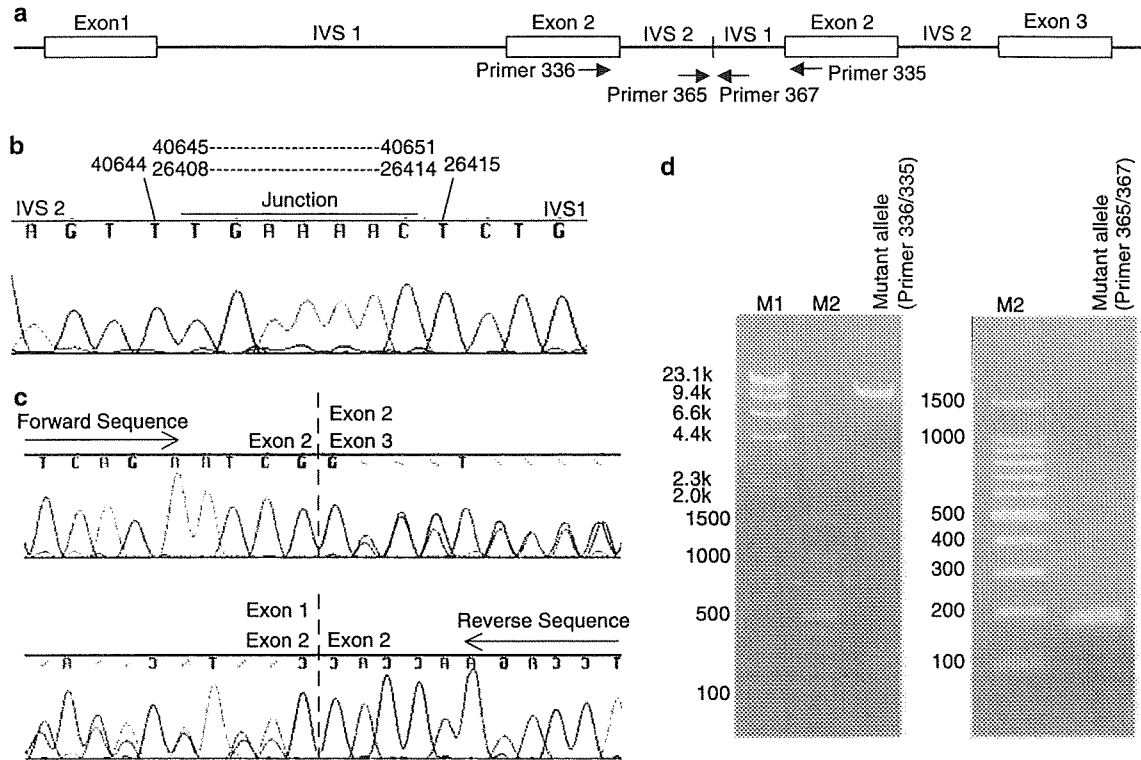 a
Exon1 IVS 1 Exon 2 IVS 2 IVS 1 Exon 2 IVS 2 Exon 3
Primer 336 Primer 335
Primer 365 Primer 367
b
40645 40651
40644 26408 26414 26415
IVS 2 Junction IVS1
A G T T T G A A A A C T C T G
c
Forward Sequence
Exon 2
Exon 2 Exon 3
T C A G A A T C G G T
Exon 1
Exon 2 Exon 2
Reverse Sequence
d
Mutant allele
(Primer 336/335)
M1 M2
23.1k
9.4k
6.6k
4.4k
2.3k
2.0k
1500
1000
500
100
Mutant allele
(Primer 365/367)
M2
1500
1000
500
400
300
200
100